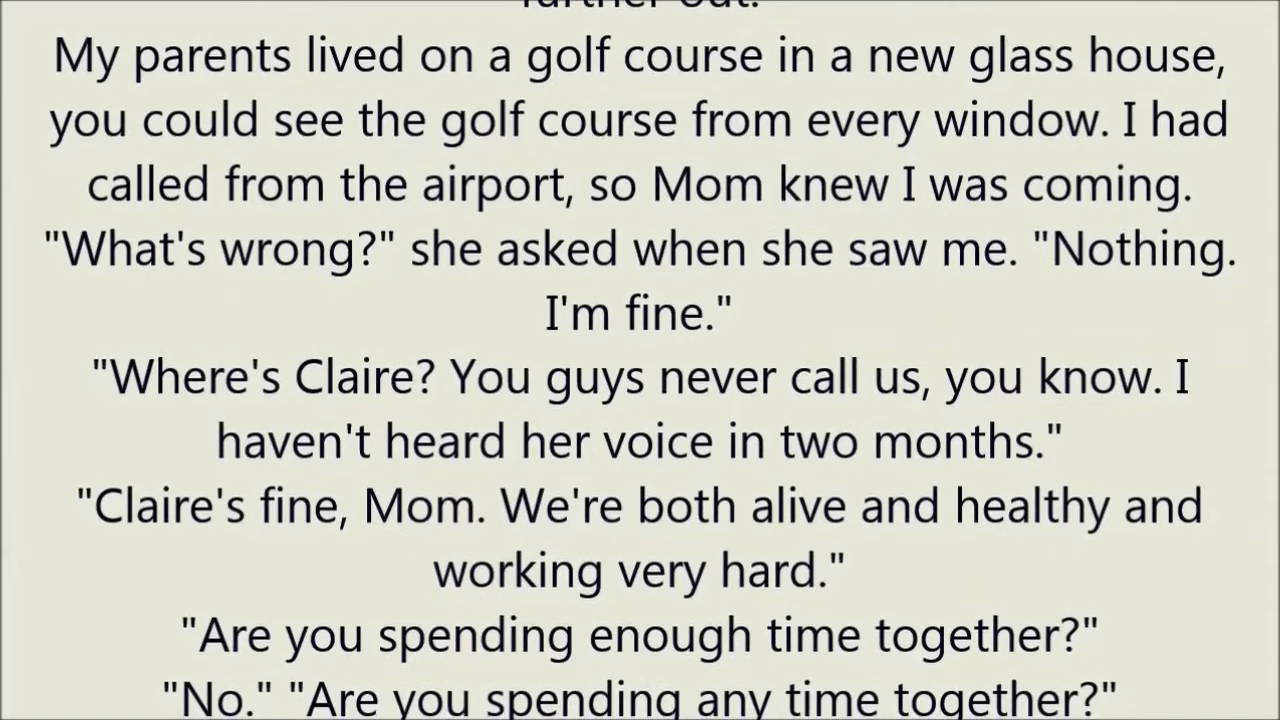 further out.
My parents lived on a golf course in a new glass house,
you could see the golf course from every window. I had
called from the airport, so Mom knew I was coming.
"What's wrong?" she asked when she saw me. "Nothing.
I'm fine."
"Where's Claire? You guys never call us, you know. I
haven't heard her voice in two months."
"Claire's fine, Mom. We're both alive and healthy and
working very hard."
"Are you spending enough time together?"
"No." "Are you spending any time together?"